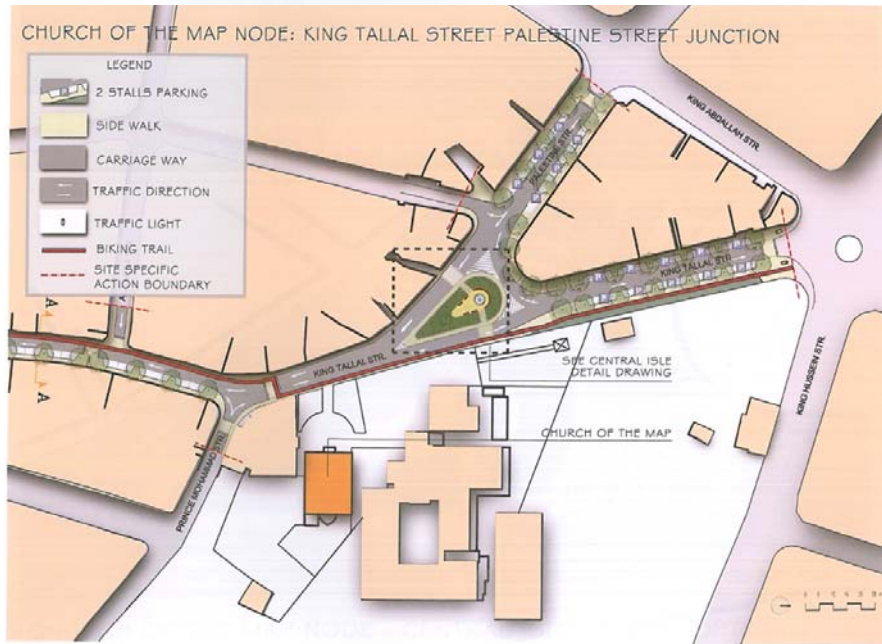 CHURCH OF THE MAP NODE: KING TALLAL STREET PALESTINE STREET JUNCTION
LEGEND
2 STALLS PARKING
SIDE WALK
CARRIAGE WAY
TRAFFIC DIRECTION
TRAFFIC LIGHT
BIKING TRAIL
SITE SPECIFIC
ACTION BOUNDARY
KING ABDALLAH STR.
PALESTINE STR.
KING TALLAL STR.
A
A
KING TALLAL STR.
SEE CENTRAL ISLE
DETAIL DRAWING
KING HUSSEIN STR.
CHURCH OF THE MAP
PRINCE MOHAMMAD STR.